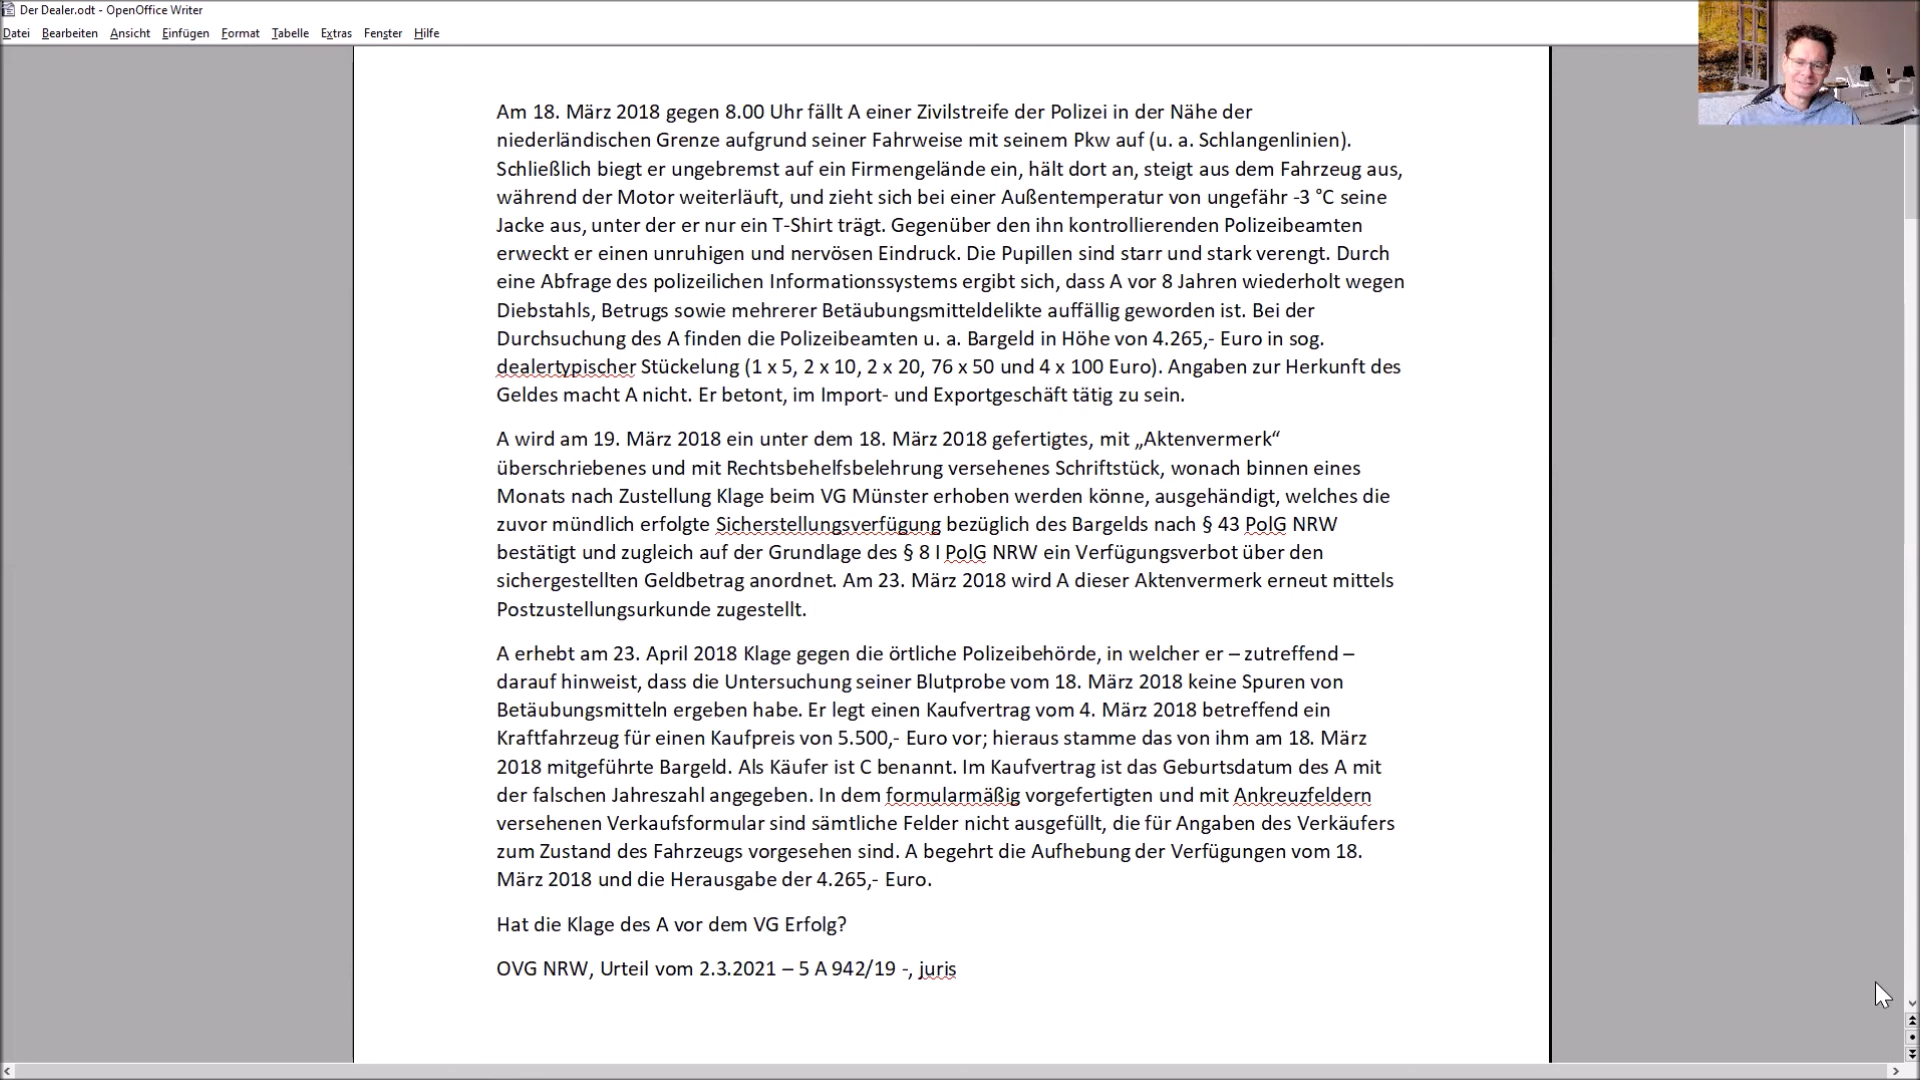 Der Dealer.odt - OpenOffice Writer
Datei Bearbeiten Ansicht Einfügen Format Tabelle Extras Fenster Hilfe
Am 18. März 2018 gegen 8.00 Uhr fällt A einer Zivilstreife der Polizei in der Nähe der
niederländischen Grenze aufgrund seiner Fahrweise mit seinem Pkw auf (u. a. Schlangenlinien).
Schließlich biegt er ungebremst auf ein Firmengelände ein, hält dort an, steigt aus dem Fahrzeug aus,
während der Motor weiterläuft, und zieht sich bei einer Außentemperatur von ungefähr -3 °C seine
Jacke aus, unter der er nur ein T-Shirt trägt. Gegenüber den ihn kontrollierenden Polizeibeamten
erweckt er einen unruhigen und nervösen Eindruck. Die Pupillen sind starr und stark verengt. Durch
eine Abfrage des polizeilichen Informationssystems ergibt sich, dass A vor 8 Jahren wiederholt wegen
Diebstahls, Betrugs sowie mehrerer Betäubungsmitteldelikte auffällig geworden ist. Bei der
Durchsuchung des A finden die Polizeibeamten u. a. Bargeld in Höhe von 4.265,- Euro in sog.
dealertypischer Stückelung (1 x 5, 2 x 10, 2 x 20, 76 x 50 und 4 x 100 Euro). Angaben zur Herkunft des
Geldes macht A nicht. Er betont, im Import- und Exportgeschäft tätig zu sein.
A wird am 19. März 2018 ein unter dem 18. März 2018 gefertigtes, mit „Aktenvermerk“
überschriebenes und mit Rechtsbehelfsbelehrung versehenes Schriftstück, wonach binnen eines
Monats nach Zustellung Klage beim VG Münster erhoben werden könne, ausgehändigt, welches die
zuvor mündlich erfolgte Sicherstellungsverfügung bezüglich des Bargelds nach § 43 PolG NRW
bestätigt und zugleich auf der Grundlage des § 8 I PolG NRW ein Verfügungsverbot über den
sichergestellten Geldbetrag anordnet. Am 23. März 2018 wird A dieser Aktenvermerk erneut mittels
Postzustellungsurkunde zugestellt.
A erhebt am 23. April 2018 Klage gegen die örtliche Polizeibehörde, in welcher er – zutreffend –
darauf hinweist, dass die Untersuchung seiner Blutprobe vom 18. März 2018 keine Spuren von
Betäubungsmitteln ergeben habe. Er legt einen Kaufvertrag vom 4. März 2018 betreffend ein
Kraftfahrzeug für einen Kaufpreis von 5.500,- Euro vor; hieraus stamme das von ihm am 18. März
2018 mitgeführte Bargeld. Als Käufer ist C benannt. Im Kaufvertrag ist das Geburtsdatum des A mit
der falschen Jahreszahl angegeben. In dem formularmäßig vorgefertigten und mit Ankreuzfeldern
versehenen Verkaufsformular sind sämtliche Felder nicht ausgefüllt, die für Angaben des Verkäufers
zum Zustand des Fahrzeugs vorgesehen sind. A begehrt die Aufhebung der Verfügungen vom 18.
März 2018 und die Herausgabe der 4.265,- Euro.
Hat die Klage des A vor dem VG Erfolg?
OVG NRW, Urteil vom 2.3.2021 – 5 A 942/19 -, juris